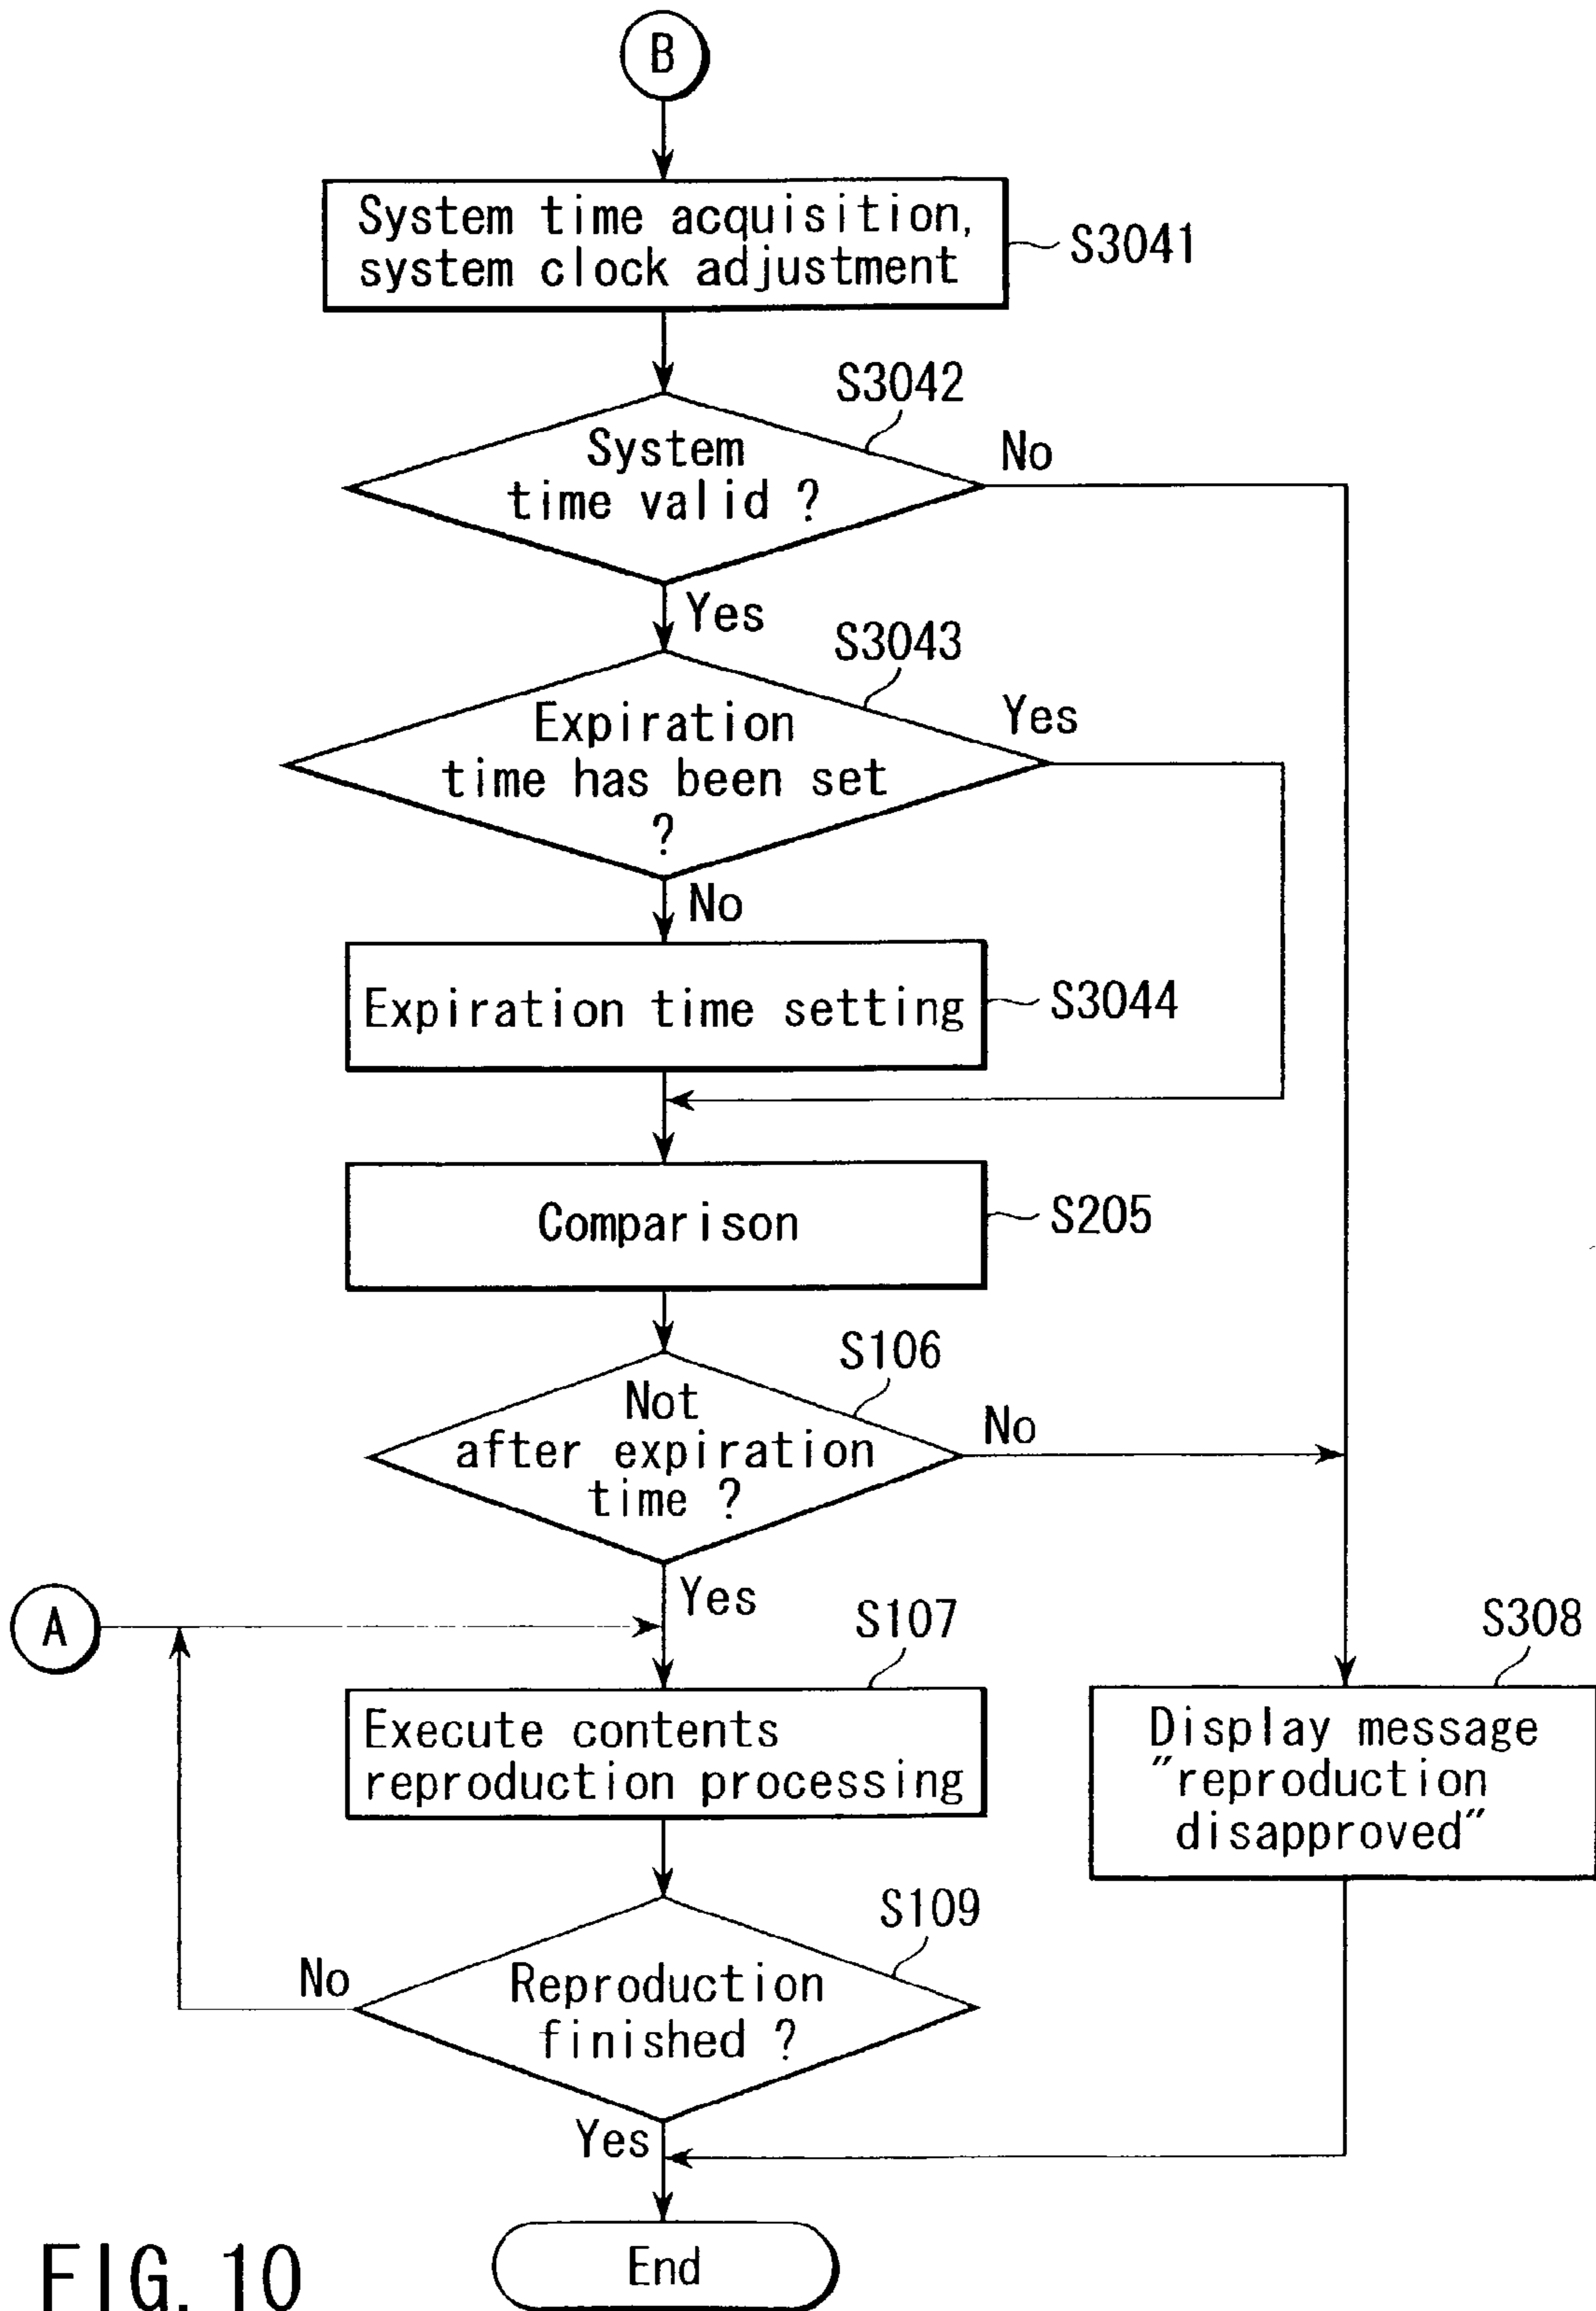 B
System time acquisition,
system clock adjustment
S3041
S3042
System
time valid ?
No
Yes
S3043
Expiration
time has been set
?
Yes
No
Expiration time setting
S3044
Comparison
S205
S106
Not
after expiration
time ?
No
Yes
A
S107
Execute contents
reproduction processing
S308
Display message
"reproduction
disapproved"
S109
Reproduction
finished ?
No
Yes
End
FIG. 10